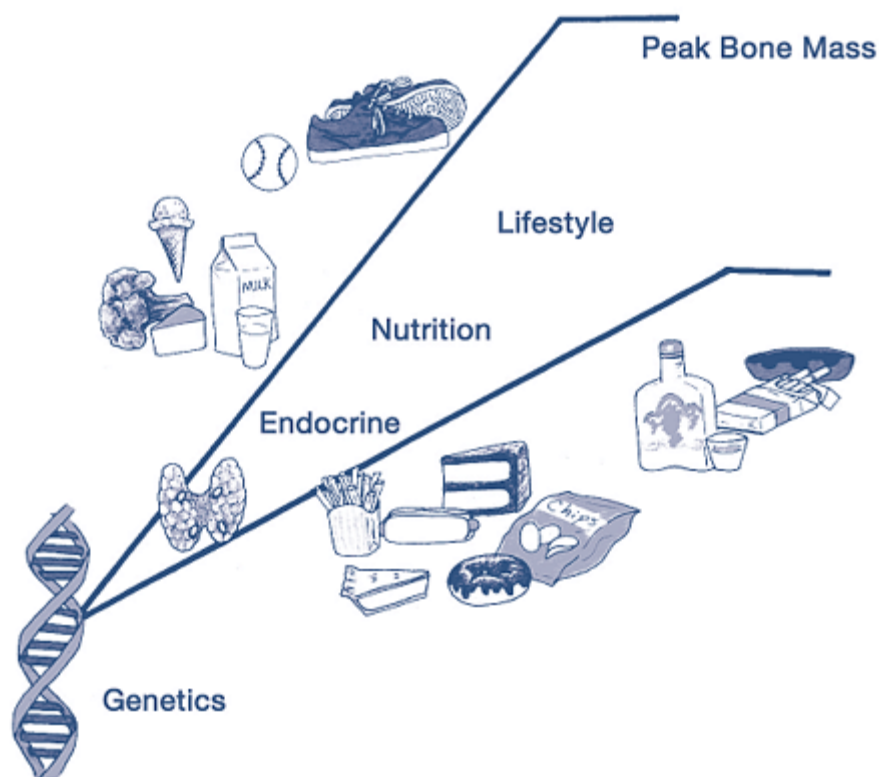 Peak Bone Mass
Lifestyle
MILK
Nutrition
Endocrine
Chips
Genetics